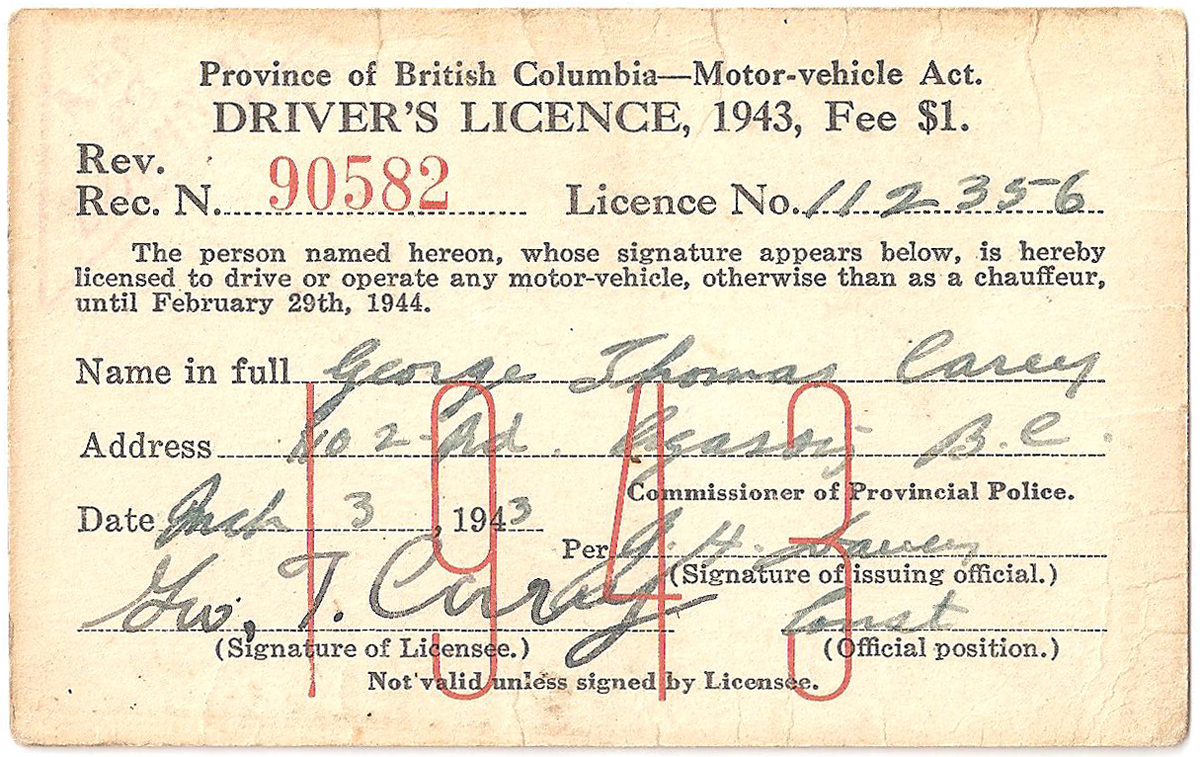 Province of British Columbia—Motor-vehicle Act.
DRIVER'S LICENCE, 1943, Fee $1.
Rev.
Rec. N. 90582 Licence No. 112356
The person named hereon, whose signature appears below, is hereby
licensed to drive or operate any motor-vehicle, otherwise than as a chauffeur,
until February 29th, 1944.
Name in full George Thomas Carey
Address No 2 Rd. Agassiz B.C.
1943
Commissioner of Provincial Police.
Date Mch 3, 1943
Per J. H.
(Signature of issuing official.)
Geo. T. Carey Const
(Signature of Licensee.) (Official position.)
Not valid unless signed by Licensee.